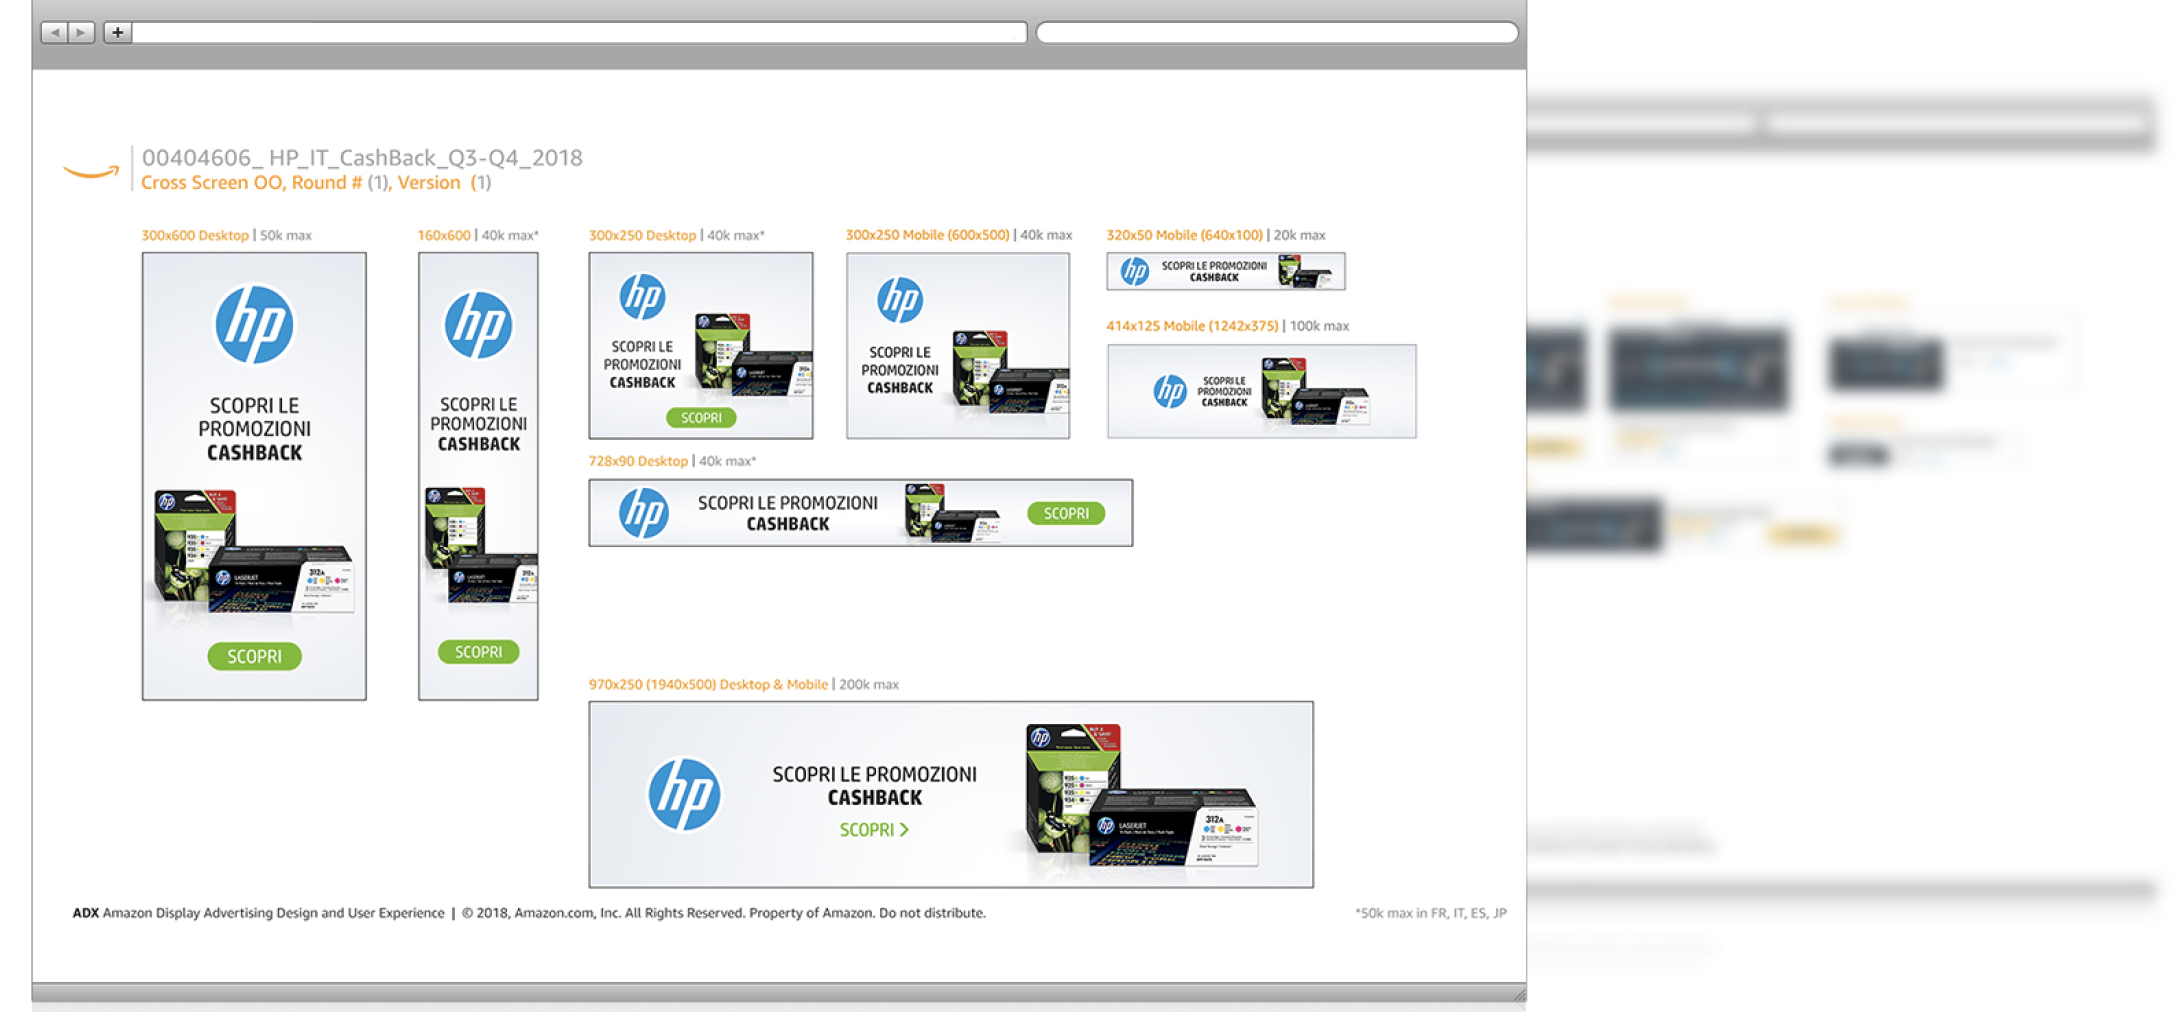 00404606_ HP_IT_CashBack_Q3-Q4_2018
Cross Screen OO, Round # (1), Version (1)
300x600 Desktop | 50k max
hp
SCOPRI LE
PROMOZIONI
CASHBACK
LASERJET
312A
SCOPRI
160x600 | 40k max*
hp
SCOPRI LE
PROMOZIONI
CASHBACK
SCOPRI
300x250 Desktop | 40k max*
hp
SCOPRI LE
PROMOZIONI
CASHBACK
SCOPRI
300x250 Mobile (600x500) | 40k max
hp
SCOPRI LE
PROMOZIONI
CASHBACK
320x50 Mobile (640x100) | 20k max
hp
SCOPRI LE PROMOZIONI
CASHBACK
414x125 Mobile (1242x375) | 100k max
hp
SCOPRI LE
PROMOZIONI
CASHBACK
728x90 Desktop | 40k max*
hp
SCOPRI LE PROMOZIONI
CASHBACK
SCOPRI
970x250 (1940x500) Desktop & Mobile | 200k max
hp
SCOPRI LE PROMOZIONI
CASHBACK
SCOPRI >
hp
LASERJET
312A
ADX Amazon Display Advertising Design and User Experience | © 2018, Amazon.com, Inc. All Rights Reserved. Property of Amazon. Do not distribute.
*50k max in FR, IT, ES, JP